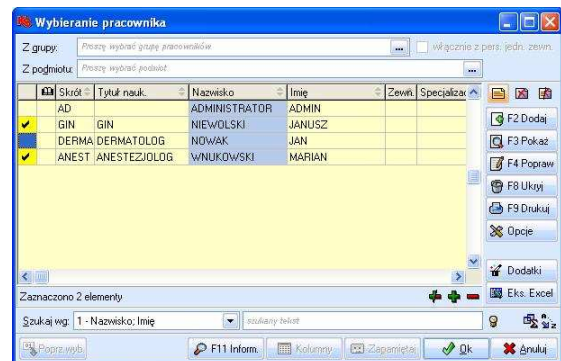 Wybieranie pracownika
Z grupy: Proszę wybrać grupę pracowników ... włącznie z pers. jedn. zewn.
Z podmiotu: Proszę wybrać podmiot ...
Skrót Tytuł nauk. Nazwisko Imię Zewn. Specjalizac
AD ADMINISTRATOR ADMIN
GIN GIN NIEWOLSKI JANUSZ
DERMA DERMATOLOG NOWAK JAN
ANEST ANESTEZJOLOG WNUKOWSKI MARIAN
F2 Dodaj
F3 Pokaż
F4 Popraw
F8 Ukryj
F9 Drukuj
Opcje
Dodatki
Eks. Excel
Zaznaczono 2 elementy
Szukaj wg: 1 - Nazwisko; Imię szukany tekst
Poprz.wyb. F11 Inform. Kolumny Zapamiętaj Ok Anuluj